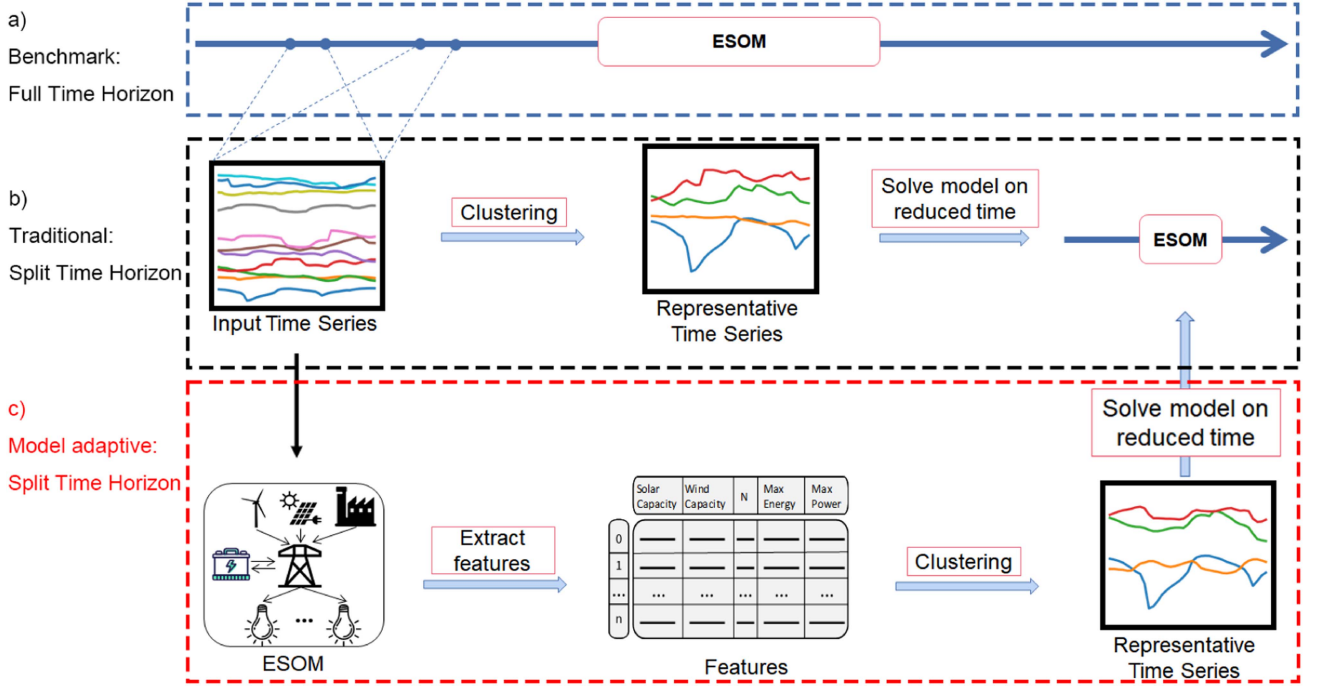 a)
Benchmark:
Full Time Horizon
ESOM
b)
Traditional:
Split Time Horizon
Input Time Series
Clustering
Representative
Time Series
Solve model on
reduced time
ESOM
c)
Model adaptive:
Split Time Horizon
ESOM
Extract
features
Solar
Capacity
Wind
Capacity
N
Max
Energy
Max
Power
0
1
...
n
... ... ... ... ...
Features
Clustering
Solve model on
reduced time
Representative
Time Series